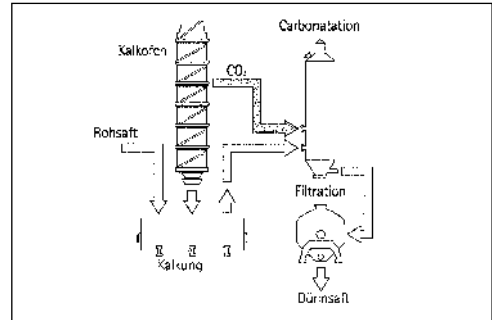 Carbonatation
Kalkofen
CO₂
Rohsaft
Filtration
Kalkung
Dünnsaft